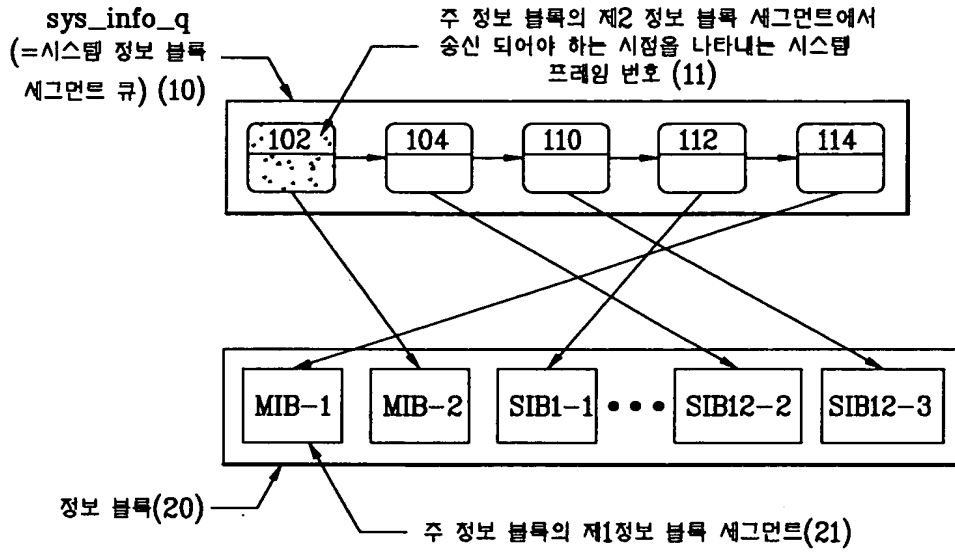 sys_info_q
(=시스템 정보 블록
세그먼트 큐) (10)
주 정보 블록의 제2 정보 블록 세그먼트에서
송신 되어야 하는 시점을 나타내는 시스템
프레임 번호 (11)
102 104 110 112 114
MIB-1 MIB-2 SIB1-1 ••• SIB12-2 SIB12-3
정보 블록(20)
주 정보 블록의 제1정보 블록 세그먼트(21)